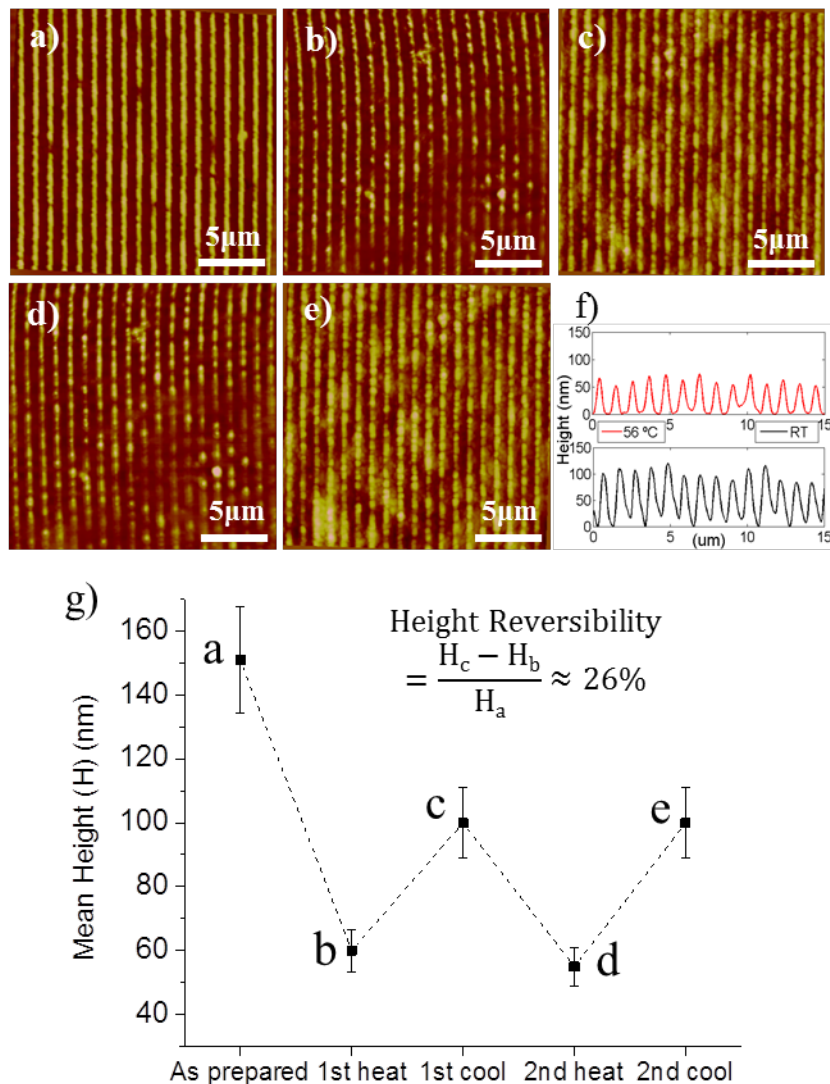 a)
5μm
b)
5μm
c)
5μm
d)
5μm
e)
5μm
f)
150
100
50
0
0 5 10 15
56 ºC
RT
Height (nm)
150
100
50
0
0 5 10 15
(um)
g)
Height Reversibility
= (H_c − H_b) / H_a ≈ 26%
Mean Height (H) (nm)
160
140
120
100
80
60
40
a
b
c
d
e
As prepared 1st heat 1st cool 2nd heat 2nd cool